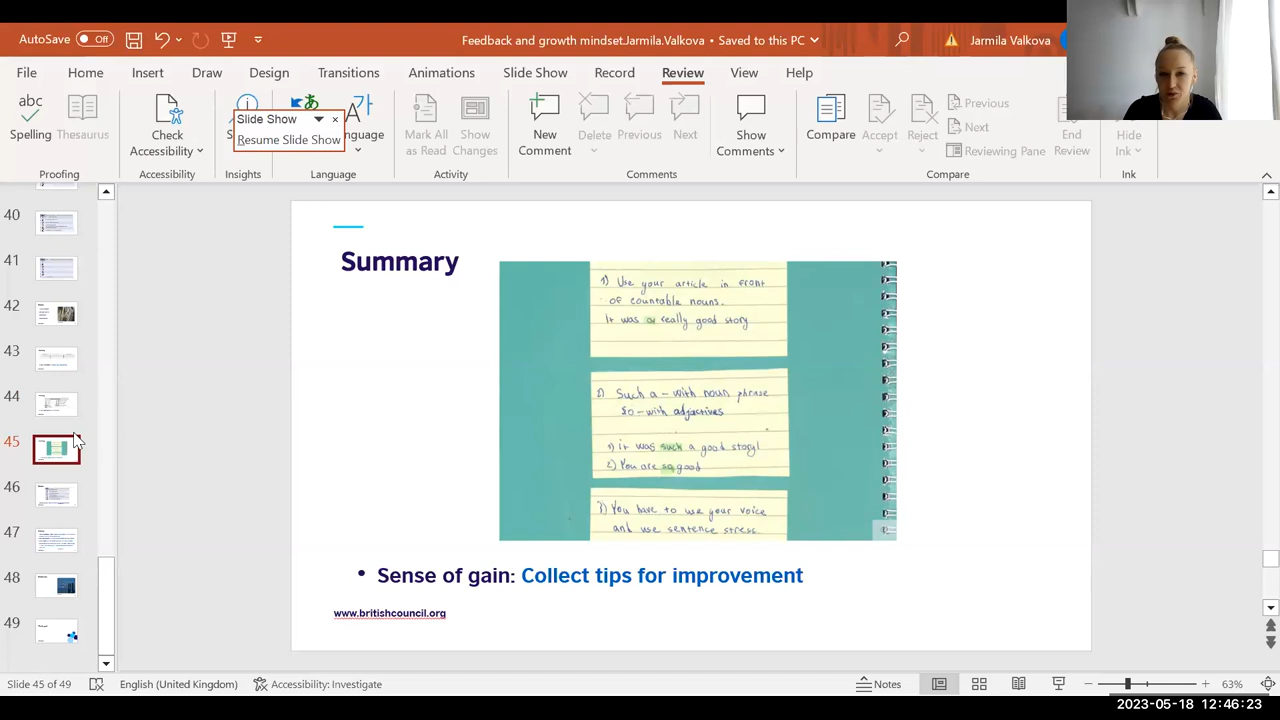 AutoSave Off
Feedback and growth mindset.Jarmila.Valkova • Saved to this PC
Jarmila Valkova
File Home Insert Draw Design Transitions Animations Slide Show Record Review View Help
Spelling
Thesaurus
Proofing
Check
Accessibility
Accessibility
Slide Show
Resume Slide Show
Insights
Language
Mark All
as Read
Show
Changes
Activity
New
Comment
Delete
Previous
Next
Show
Comments
Comments
Compare
Accept
Reject
Previous
Next
Reviewing Pane
End
Review
Compare
Hide
Ink
Ink
40
41
42
43
44
45
46
48
49
Summary
1) Use your article in front
of countable nouns.
It was a really good story
2) Such a – with noun phrase
so – with adjectives
1) it was such a good story!
2) You are so good
3) You have to use your voice
and use sentence stress.
• Sense of gain: Collect tips for improvement
www.britishcouncil.org
Slide 45 of 49
English (United Kingdom)
Accessibility: Investigate
Notes
63%
2023-05-18 12:46:23